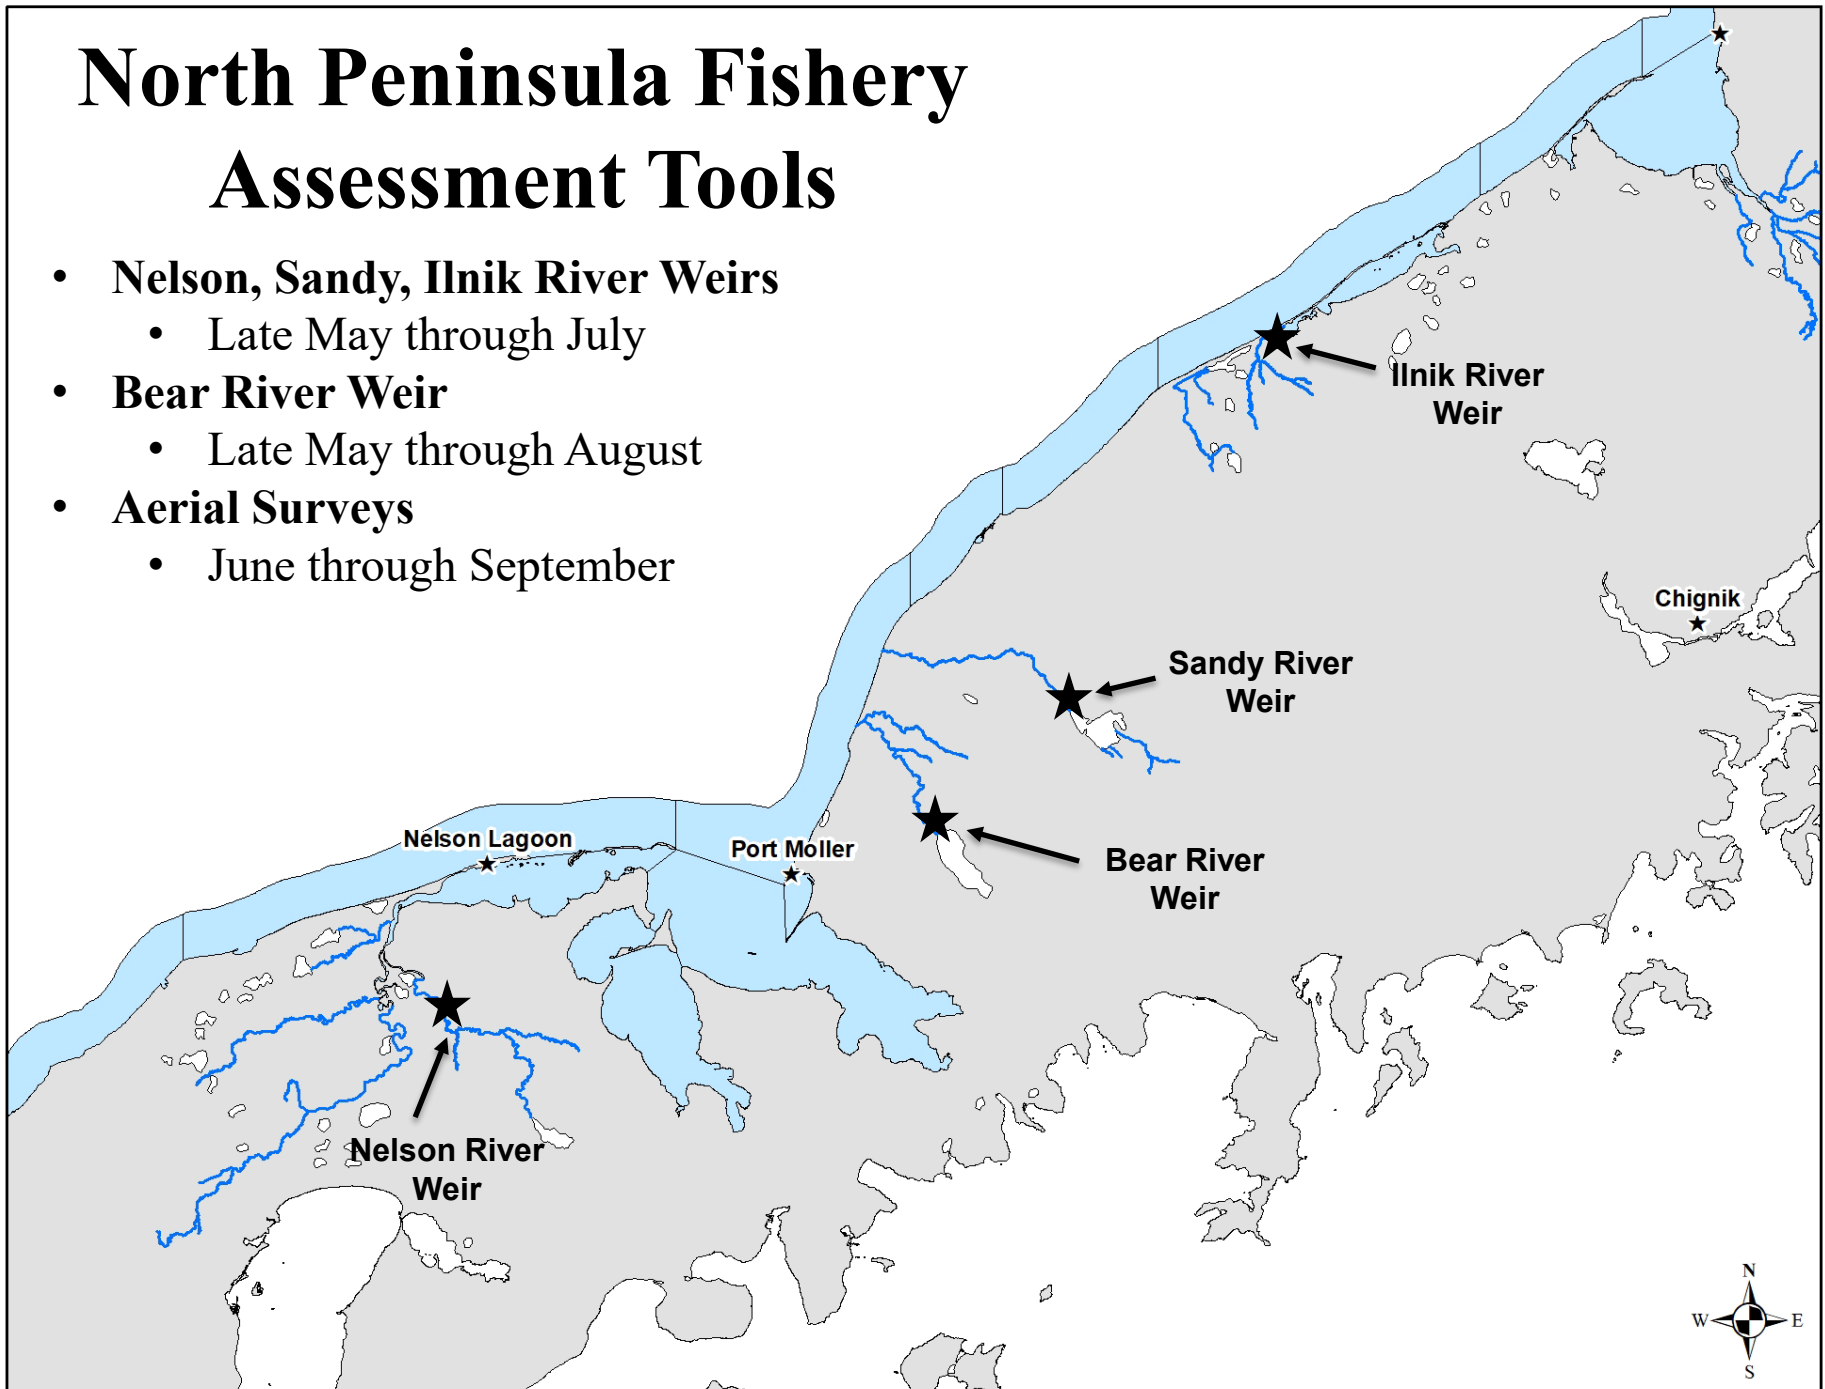 North Peninsula Fishery
Assessment Tools
• Nelson, Sandy, Ilnik River Weirs
• Late May through July
• Bear River Weir
• Late May through August
• Aerial Surveys
• June through September
Ilnik River
Weir
Chignik
Sandy River
Weir
Nelson Lagoon
Port Moller
Bear River
Weir
Nelson River
Weir
N
W E
S